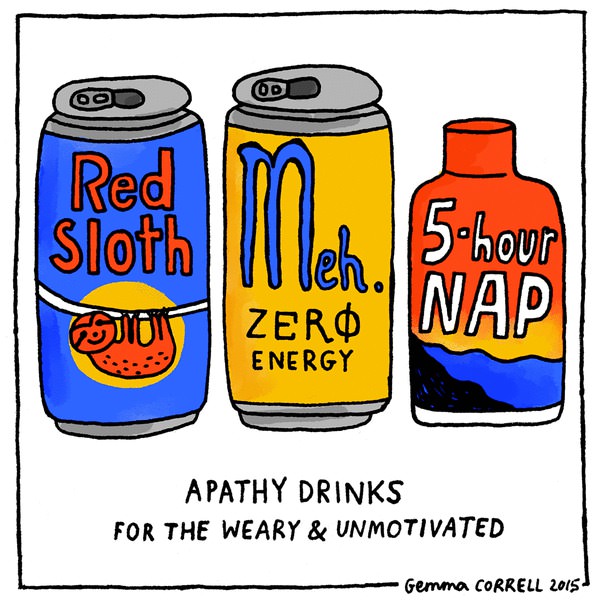 Red
Sloth
Meh.
ZERØ
ENERGY
5-hour
NAP
APATHY DRINKS
FOR THE WEARY & UNMOTIVATED
Gemma CORRELL 2015